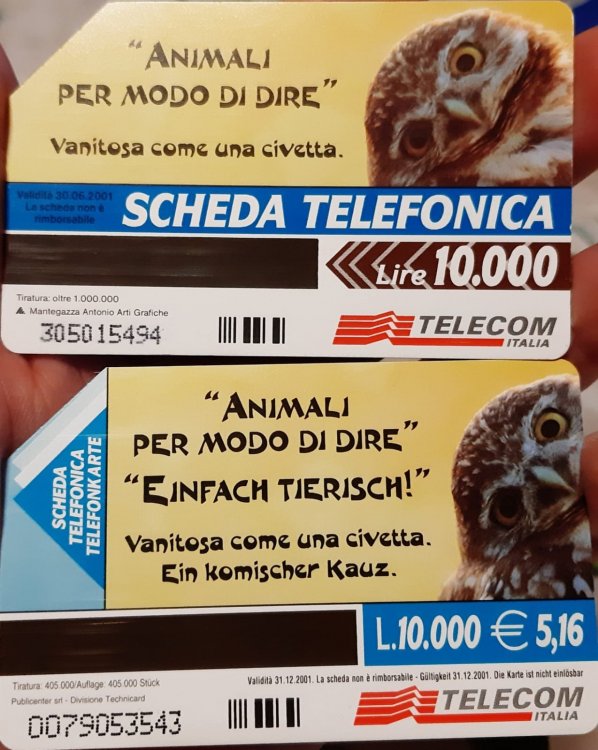 "ANIMALI
PER MODO DI DIRE"
Vanitosa come una civetta.
Validità 30.06.2001
La scheda non è
rimborsabile
SCHEDA TELEFONICA
Lire 10.000
Tiratura: oltre 1.000.000
Mantegazza Antonio Arti Grafiche
305015494
TELECOM
ITALIA
SCHEDA
TELEFONICA
TELEFONKARTE
"ANIMALI
PER MODO DI DIRE"
"EINFACH TIERISCH!"
Vanitosa come una civetta.
Ein komischer Kauz.
L.10.000 € 5,16
Validità 31.12.2001. La scheda non è rimborsabile - Gültigkeit 31.12.2001. Die Karte ist nicht einlösbar
Tiratura: 405.000/Auflage: 405.000 Stück
Publicenter srl - Divisione Technicard
0079053543
TELECOM
ITALIA